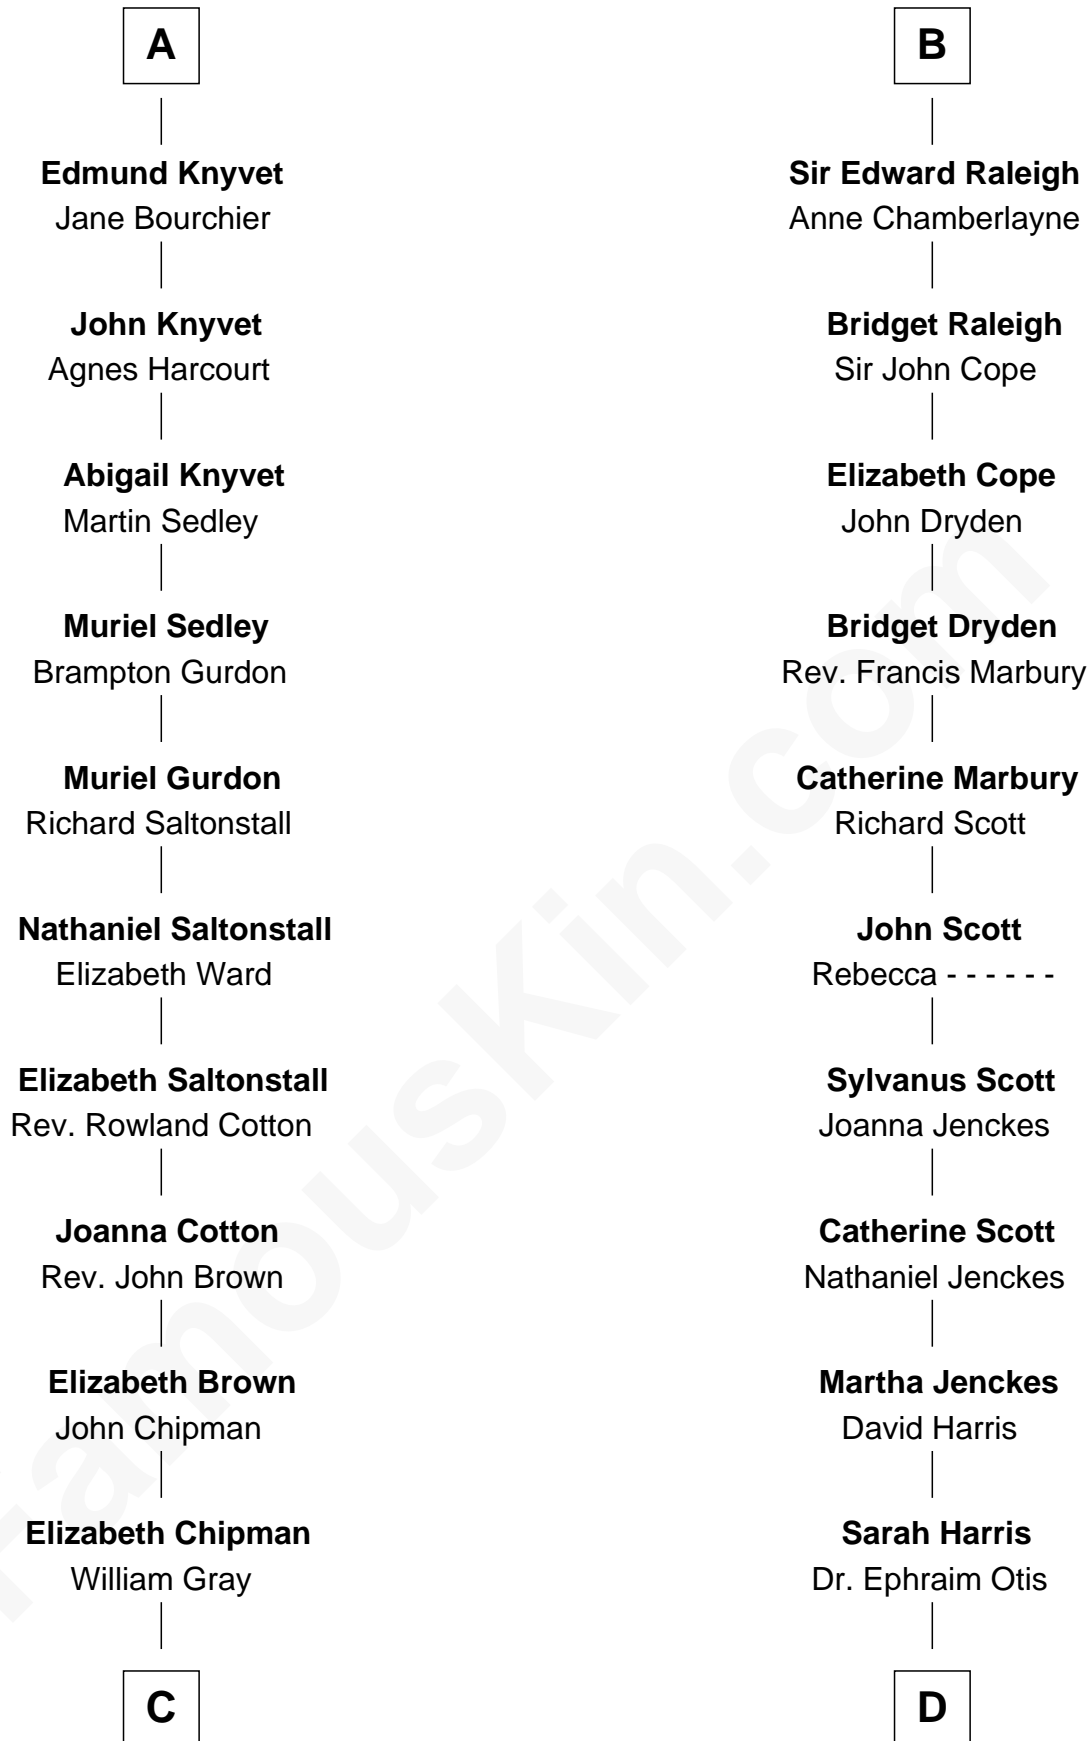 A
Edmund Knyvet
Jane Bourchier
John Knyvet
Agnes Harcourt
Abigail Knyvet
Martin Sedley
Muriel Sedley
Brampton Gurdon
Muriel Gurdon
Richard Saltonstall
Nathaniel Saltonstall
Elizabeth Ward
Elizabeth Saltonstall
Rev. Rowland Cotton
Joanna Cotton
Rev. John Brown
Elizabeth Brown
John Chipman
Elizabeth Chipman
William Gray
C
B
Sir Edward Raleigh
Anne Chamberlayne
Bridget Raleigh
Sir John Cope
Elizabeth Cope
John Dryden
Bridget Dryden
Rev. Francis Marbury
Catherine Marbury
Richard Scott
John Scott
Rebecca - - - - - -
Sylvanus Scott
Joanna Jenckes
Catherine Scott
Nathaniel Jenckes
Martha Jenckes
David Harris
Sarah Harris
Dr. Ephraim Otis
D
FamousKin.com